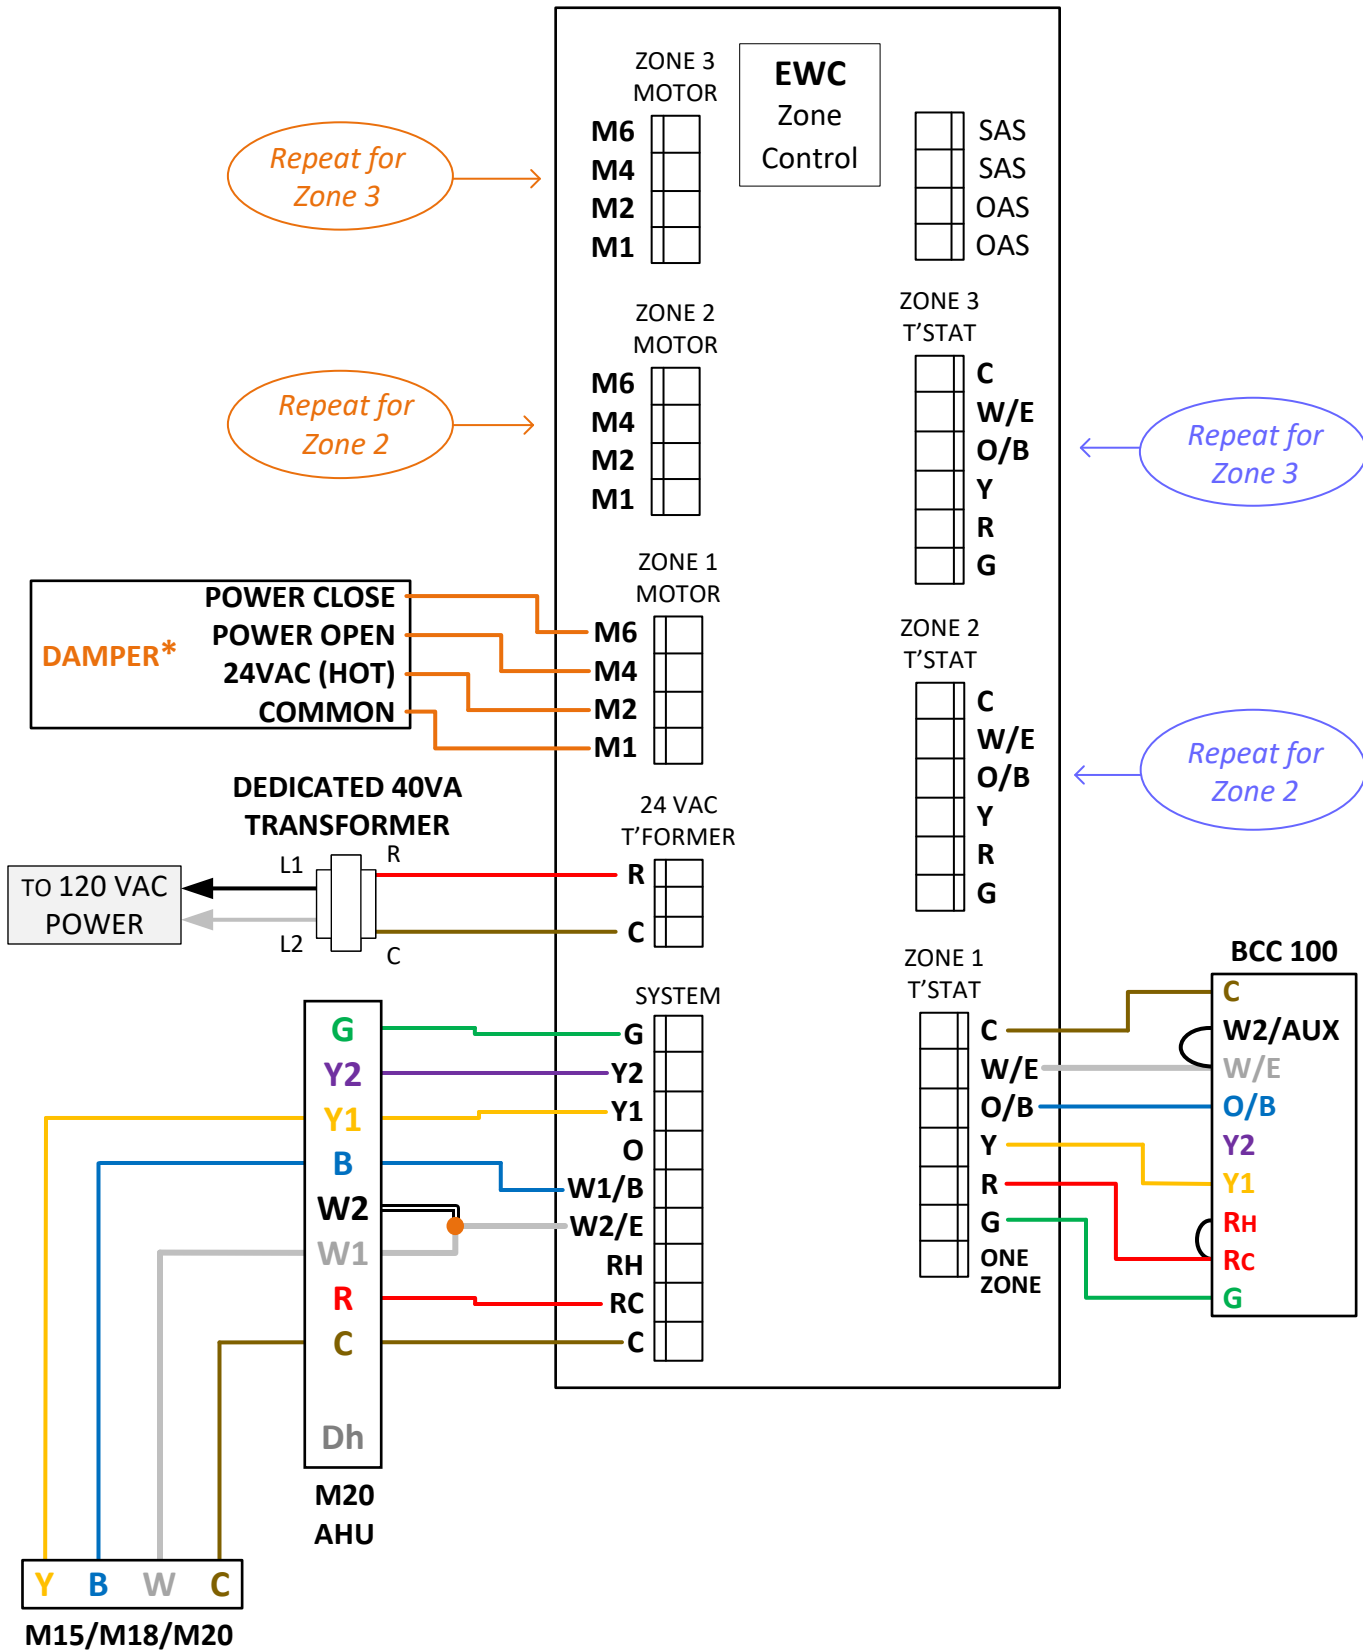 EWC
Zone
Control
ZONE 3
MOTOR
M6
M4
M2
M1
Repeat for
Zone 3
SAS
SAS
OAS
OAS
ZONE 2
MOTOR
M6
M4
M2
M1
Repeat for
Zone 2
ZONE 3
T'STAT
C
W/E
O/B
Y
R
G
Repeat for
Zone 3
ZONE 1
MOTOR
M6
M4
M2
M1
DAMPER*
POWER CLOSE
POWER OPEN
24VAC (HOT)
COMMON
ZONE 2
T'STAT
C
W/E
O/B
Y
R
G
Repeat for
Zone 2
DEDICATED 40VA
TRANSFORMER
L1
R
L2
C
TO 120 VAC
POWER
24 VAC
T'FORMER
R
C
ZONE 1
T'STAT
C
W/E
O/B
Y
R
G
ONE
ZONE
BCC 100
C
W2/AUX
W/E
O/B
Y2
Y1
RH
RC
G
SYSTEM
G
Y2
Y1
O
W1/B
W2/E
RH
RC
C
G
Y2
Y1
B
W2
W1
R
C
Dh
M20
AHU
Y B W C
M15/M18/M20